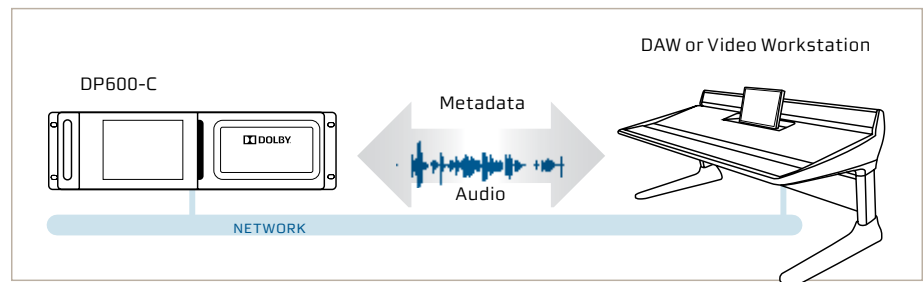 DAW or Video Workstation
DP600-C
Metadata
DOLBY
Audio
NETWORK